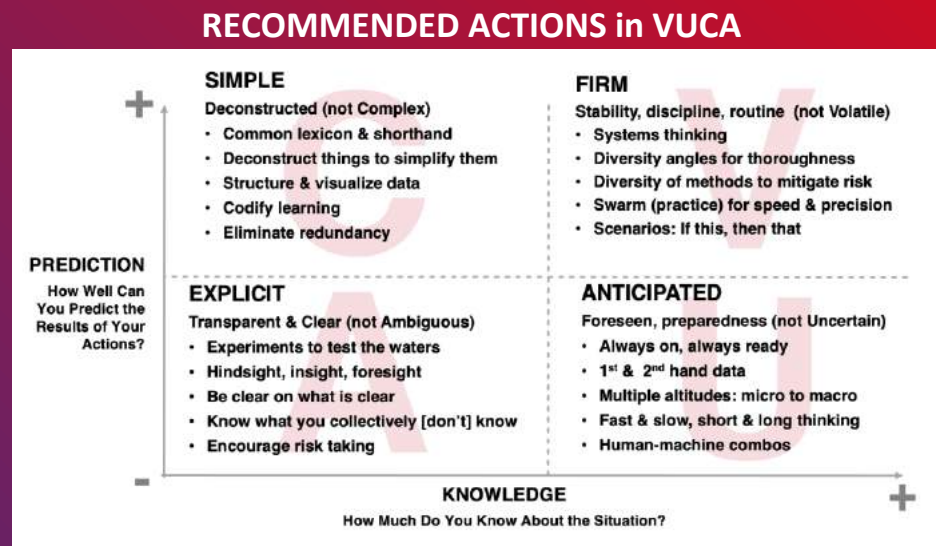 RECOMMENDED ACTIONS in VUCA
SIMPLE
Deconstructed (not Complex)
• Common lexicon & shorthand
• Deconstruct things to simplify them
• Structure & visualize data
• Codify learning
• Eliminate redundancy
C
FIRM
Stability, discipline, routine (not Volatile)
• Systems thinking
• Diversity angles for thoroughness
• Diversity of methods to mitigate risk
• Swarm (practice) for speed & precision
• Scenarios: If this, then that
V
+
PREDICTION
How Well Can
You Predict the
Results of Your
Actions?
EXPLICIT
Transparent & Clear (not Ambiguous)
• Experiments to test the waters
• Hindsight, insight, foresight
• Be clear on what is clear
• Know what you collectively [don't] know
• Encourage risk taking
A
ANTICIPATED
Foreseen, preparedness (not Uncertain)
• Always on, always ready
• 1st & 2nd hand data
• Multiple altitudes: micro to macro
• Fast & slow, short & long thinking
• Human-machine combos
U
-
KNOWLEDGE
+
How Much Do You Know About the Situation?